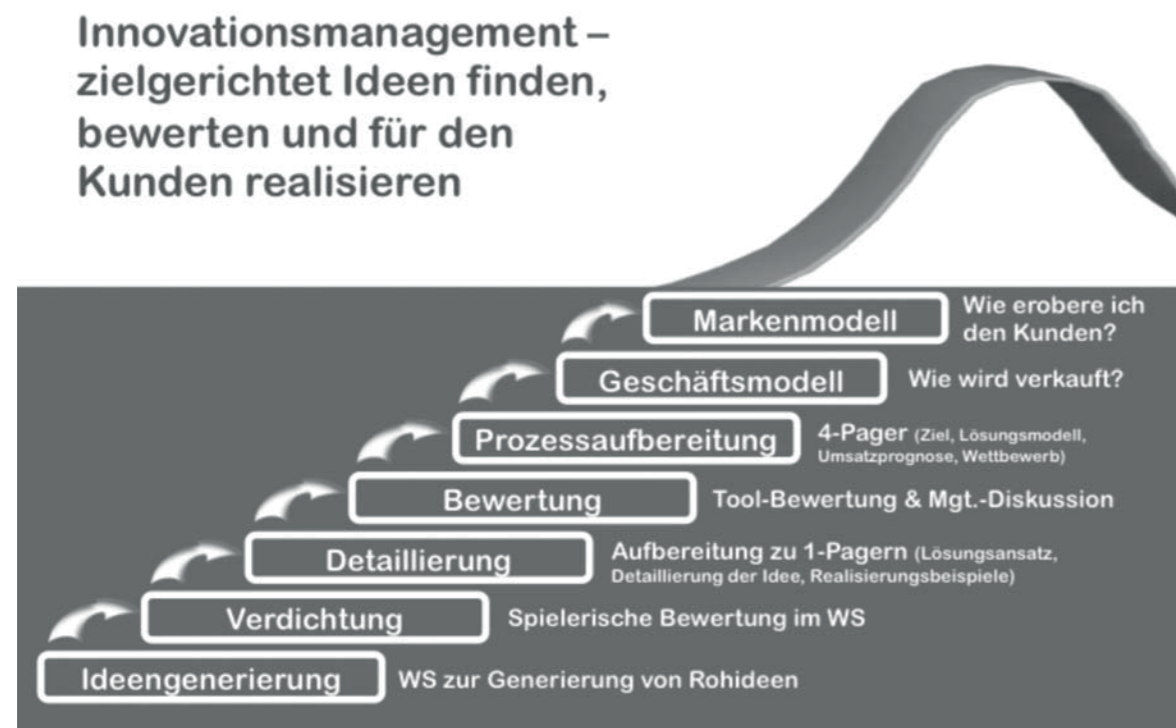 Innovationsmanagement –
zielgerichtet Ideen finden,
bewerten und für den
Kunden realisieren
Markenmodell
Wie erobere ich
den Kunden?
Geschäftsmodell
Wie wird verkauft?
Prozessaufbereitung
4-Pager (Ziel, Lösungsmodell,
Umsatzprognose, Wettbewerb)
Bewertung
Tool-Bewertung & Mgt.-Diskussion
Detaillierung
Aufbereitung zu 1-Pagern (Lösungsansatz,
Detaillierung der Idee, Realisierungsbeispiele)
Verdichtung
Spielerische Bewertung im WS
Ideengenerierung
WS zur Generierung von Rohideen